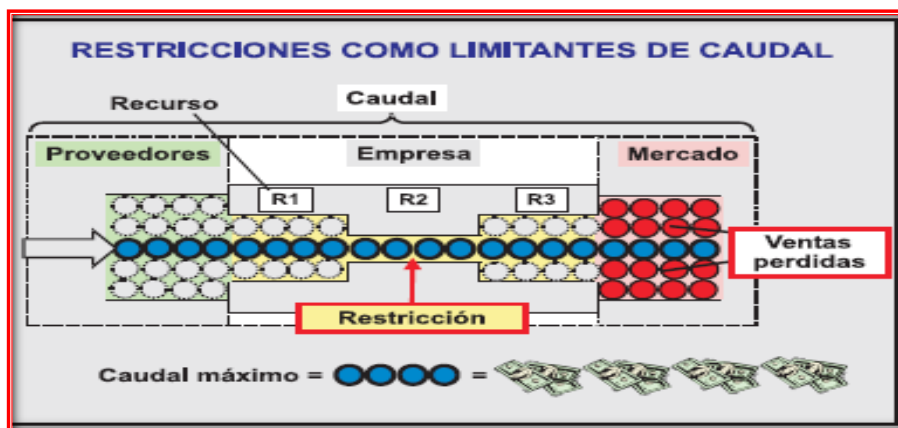 RESTRICCIONES COMO LIMITANTES DE CAUDAL
Recurso
Caudal
Proveedores
Empresa
Mercado
R1
R2
R3
Ventas
perdidas
Restricción
Caudal máximo =
=